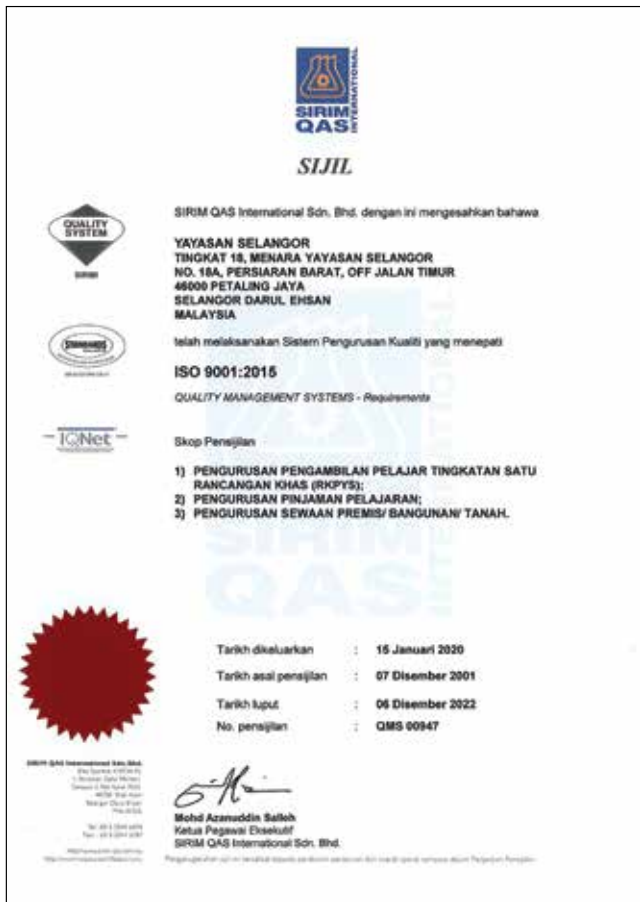 SIRIM
QAS
INTERNATIONAL
SIJIL
QUALITY
SYSTEM
SIRIM
SIRIM QAS International Sdn. Bhd. dengan ini mengesahkan bahawa
YAYASAN SELANGOR
TINGKAT 18, MENARA YAYASAN SELANGOR
NO. 18A, PERSIARAN BARAT, OFF JALAN TIMUR
46000 PETALING JAYA
SELANGOR DARUL EHSAN
MALAYSIA
STANDARDS
telah melaksanakan Sistem Pengurusan Kualiti yang menepati
ISO 9001:2015
QUALITY MANAGEMENT SYSTEMS - Requirements
IQNet
Skop Pensijilan
1) PENGURUSAN PENGAMBILAN PELAJAR TINGKATAN SATU
RANCANGAN KHAS (RKPYS);
2) PENGURUSAN PINJAMAN PELAJARAN;
3) PENGURUSAN SEWAAN PREMIS/ BANGUNAN/ TANAH.
SIRIM
QAS
INTERNATIONAL
Tarikh dikeluarkan : 15 Januari 2020
Tarikh asal pensijilan : 07 Disember 2001
Tarikh luput : 06 Disember 2022
No. pensijilan : QMS 00947
SIRIM QAS International Sdn. Bhd.
Mohd Azanuddin Salleh
Ketua Pegawai Eksekutif
SIRIM QAS International Sdn. Bhd.